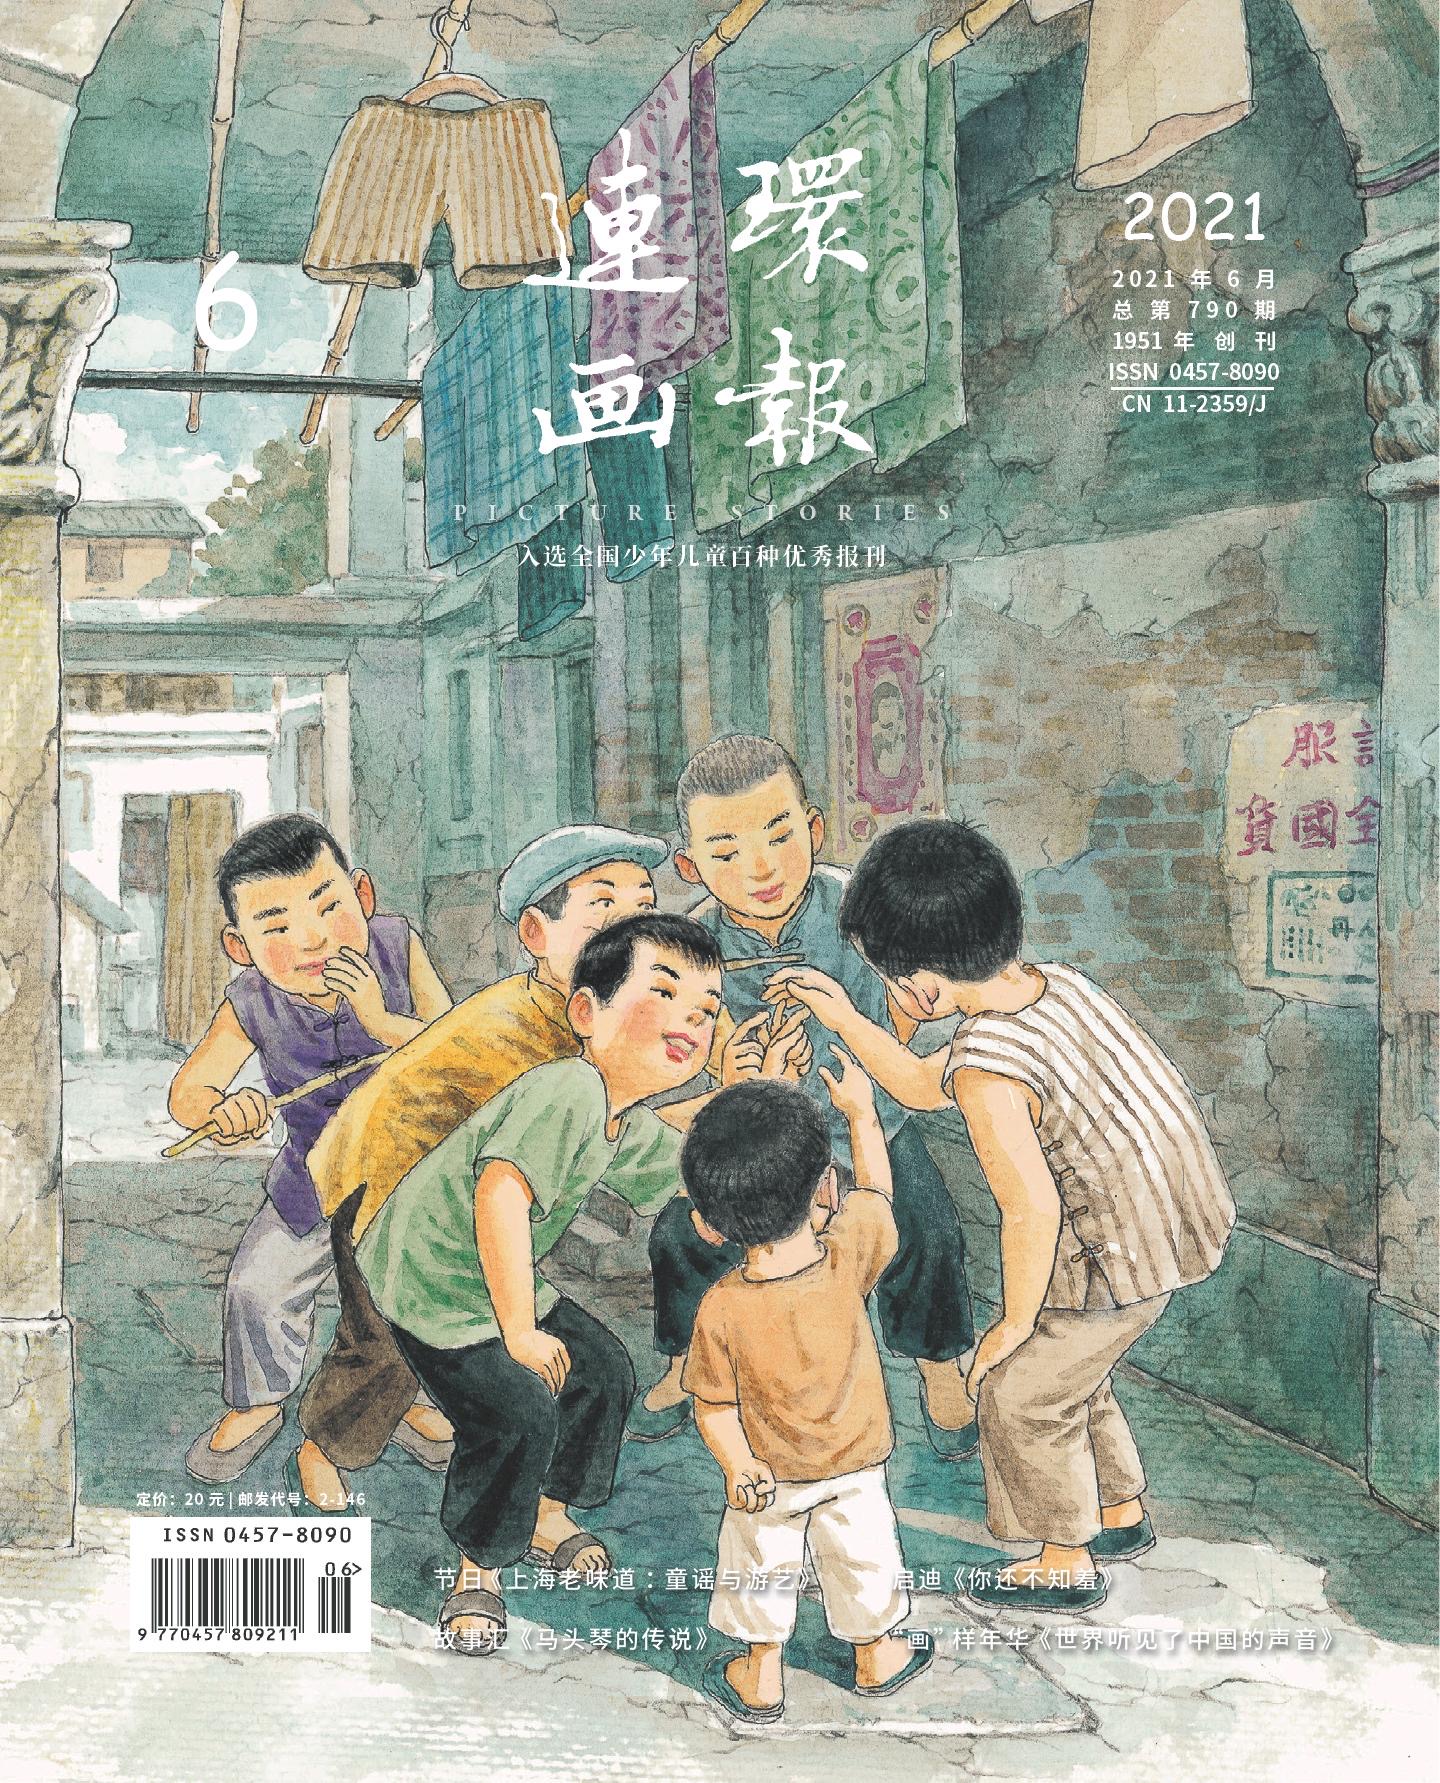 連環
画報
PICTURE STORIES
入选全国少年儿童百种优秀报刊
6
2021
2021 年 6 月
总 第 790 期
1951 年 创 刊
ISSN 0457-8090
CN 11-2359/J
服
貨國全
定价：20 元 | 邮发代号：2-146
ISSN 0457-8090
06>
9 770457 809211
节日《上海老味道：童谣与游艺》
启迪《你还不知羞》
故事汇《马头琴的传说》
“画”样年华《世界听见了中国的声音》